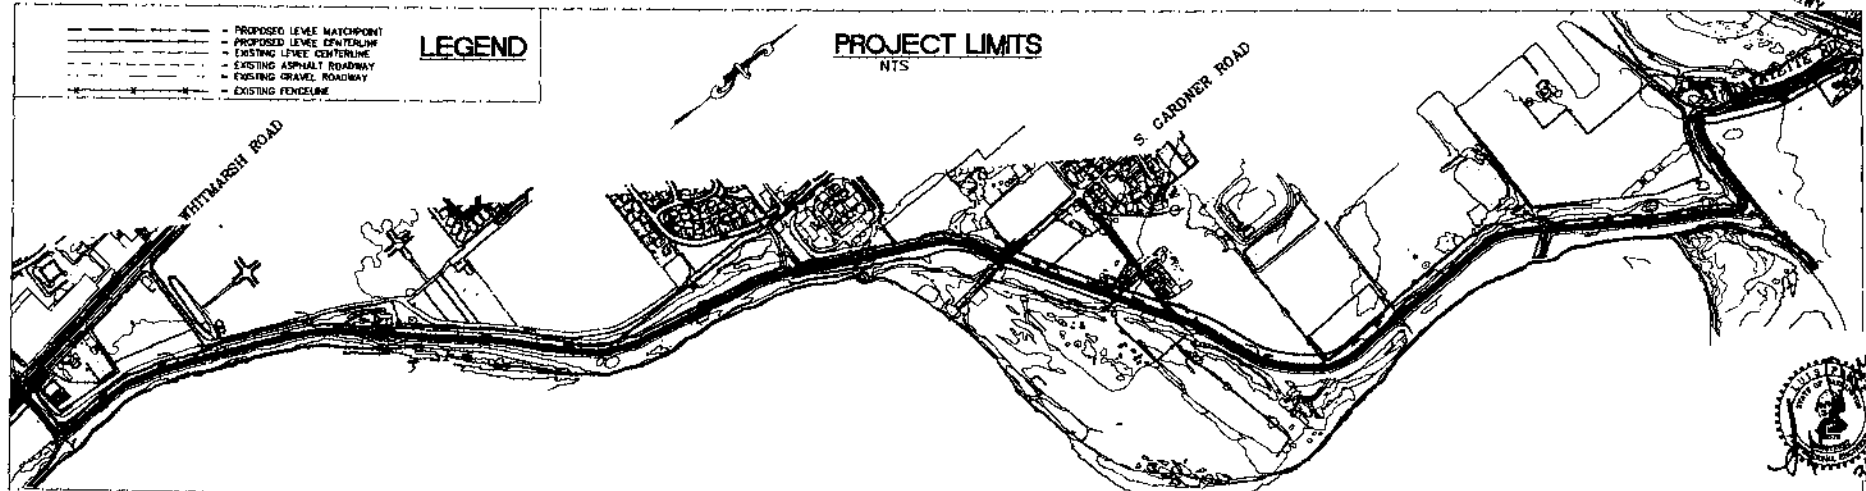 - PROPOSED LEVEE MATCHPOINT
- PROPOSED LEVEE CENTERLINE
- EXISTING LEVEE CENTERLINE
- EXISTING ASPHALT ROADWAY
- EXISTING GRAVEL ROADWAY
- EXISTING FENCELINE
LEGEND
PROJECT LIMITS
NTS
WHITMARSH ROAD
S. GARDNER ROAD
LAFAYETTE